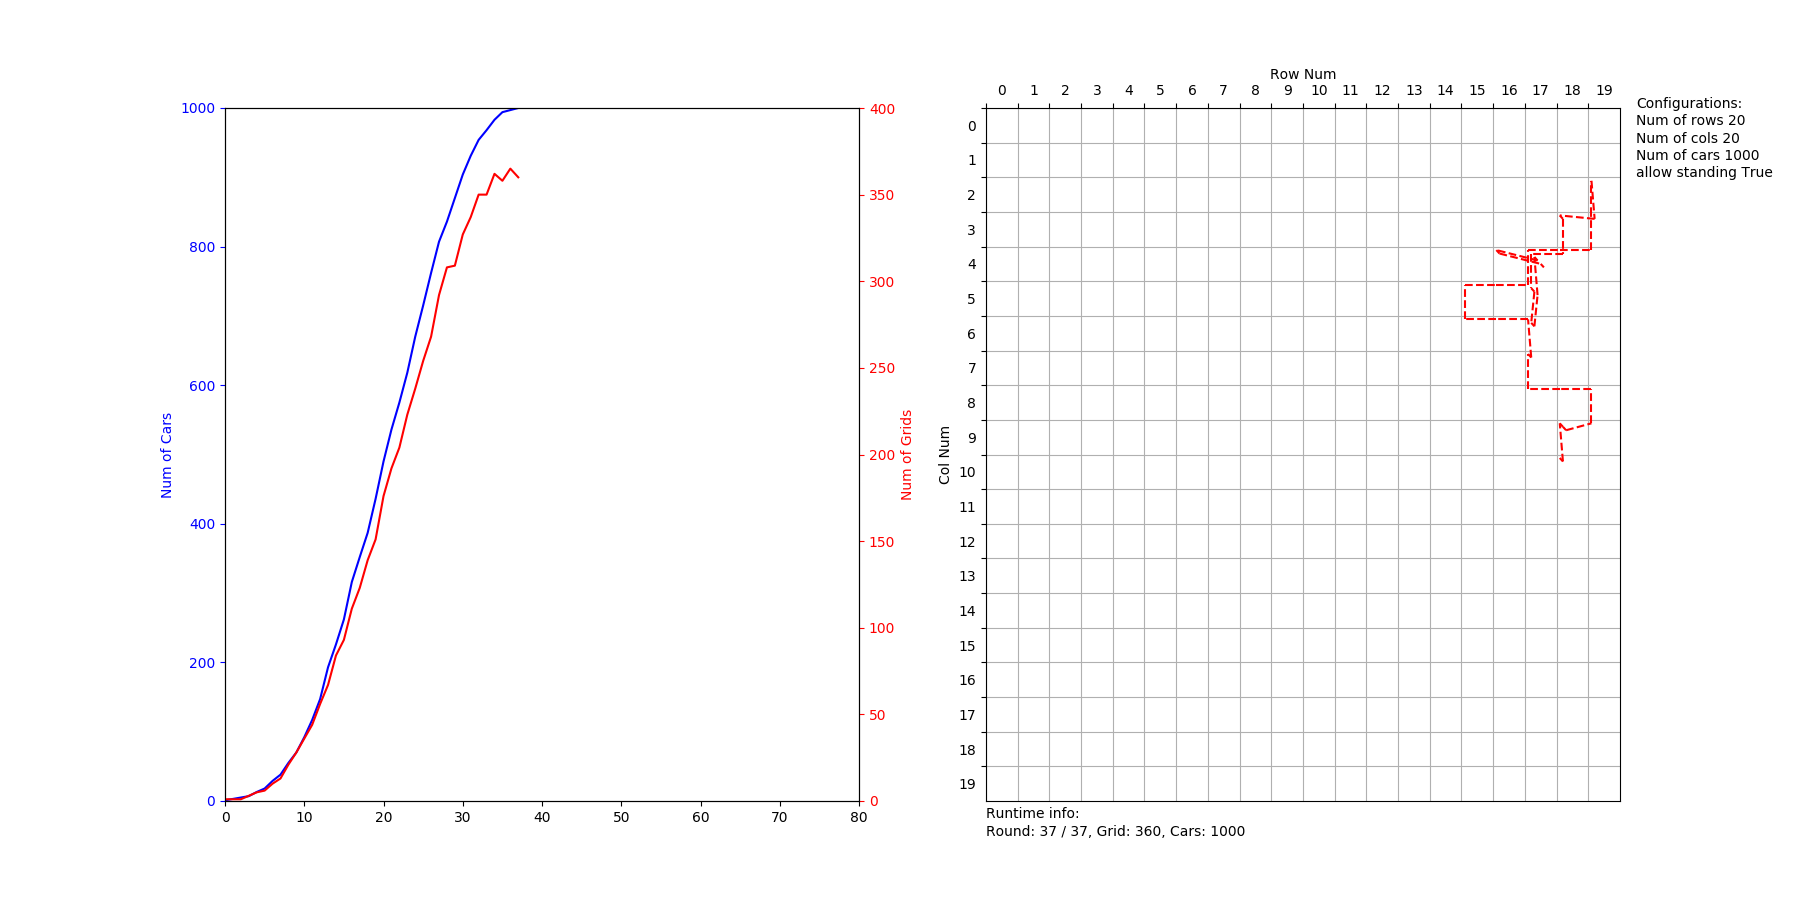 Row Num
0 1 2 3 4 5 6 7 8 9 10 11 12 13 14 15 16 17 18 19
Configurations:
Num of rows 20
Num of cols 20
Num of cars 1000
allow standing True
1000
800
600
400
200
0
Num of Cars
0 10 20 30 40 50 60 70 80
400
350
300
250
200
150
100
50
0
Num of Grids
Col Num
0
1
2
3
4
5
6
7
8
9
10
11
12
13
14
15
16
17
18
19
Runtime info:
Round: 37 / 37, Grid: 360, Cars: 1000